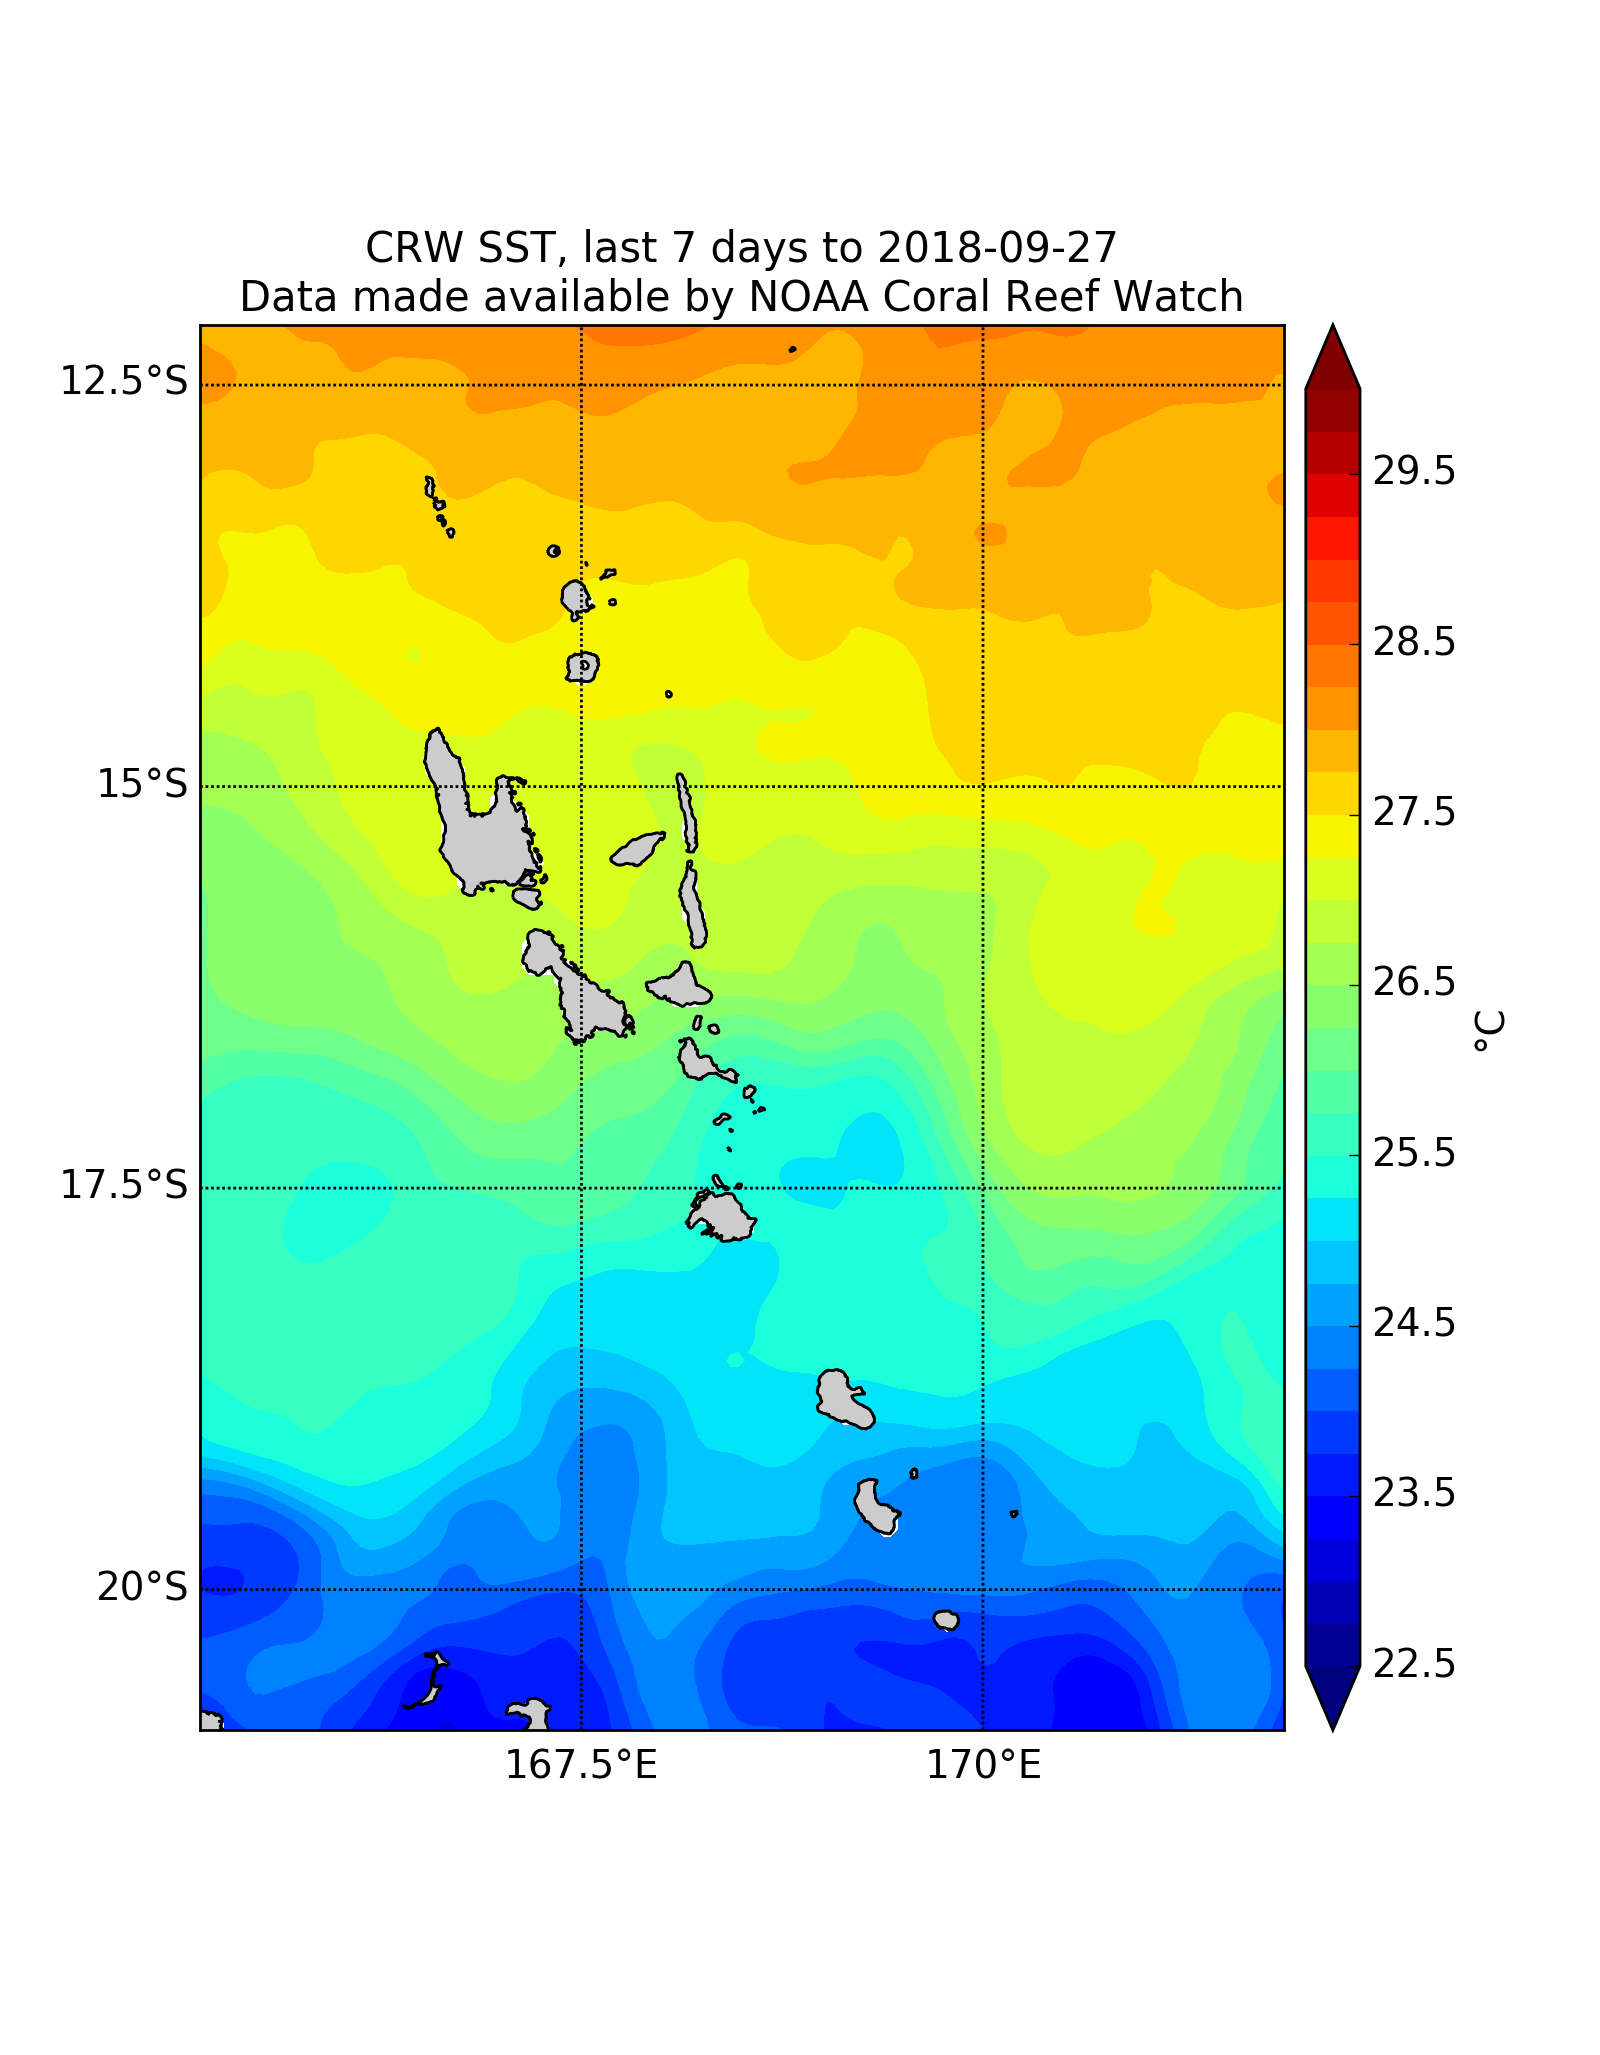 CRW SST, last 7 days to 2018-09-27
Data made available by NOAA Coral Reef Watch
12.5°S
15°S
17.5°S
20°S
167.5°E
170°E
29.5
28.5
27.5
26.5
25.5
24.5
23.5
22.5
°C